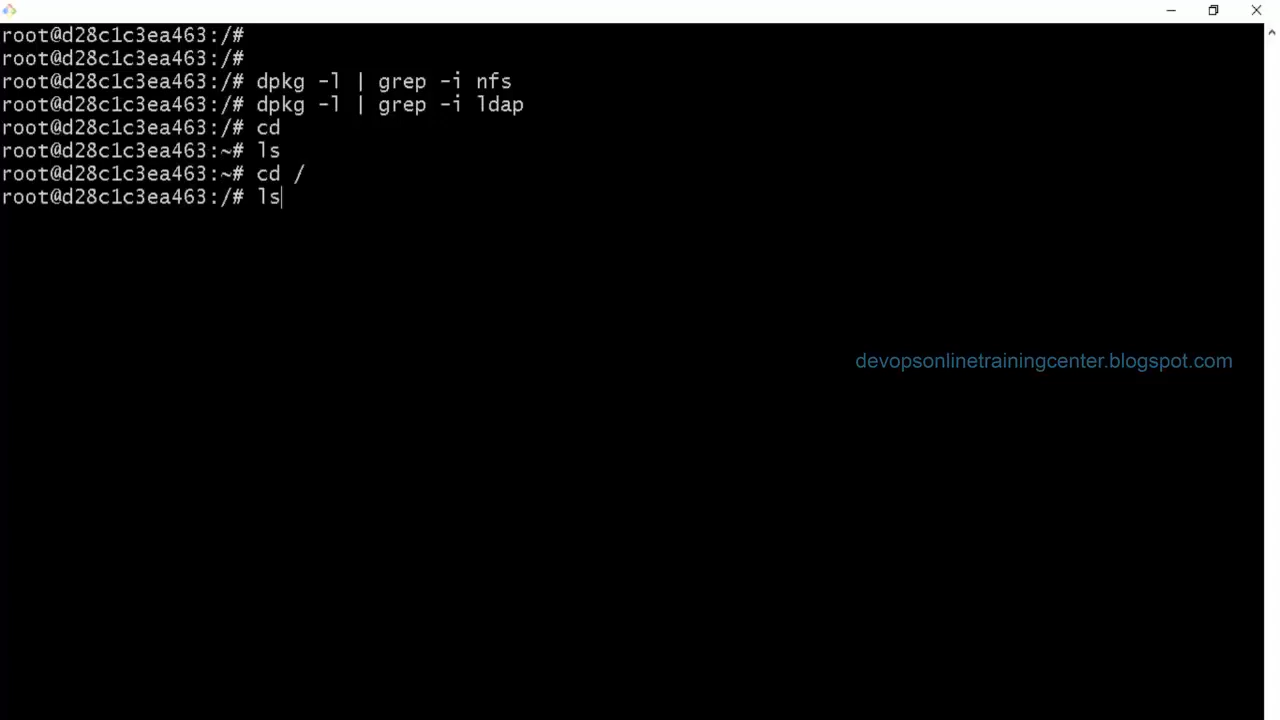 root@d28c1c3ea463:/#
root@d28c1c3ea463:/#
root@d28c1c3ea463:/# dpkg -l | grep -i nfs
root@d28c1c3ea463:/# dpkg -l | grep -i ldap
root@d28c1c3ea463:/# cd
root@d28c1c3ea463:~# ls
root@d28c1c3ea463:~# cd /
root@d28c1c3ea463:/# ls
devopsonlinetrainingcenter.blogspot.com